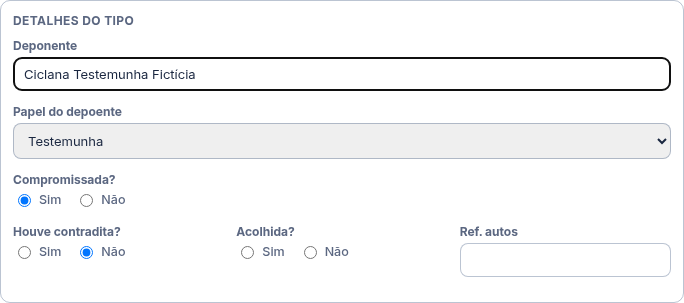 DETALHES DO TIPO
Deponente
Ciclana Testemunha Fictícia
Papel do depoente
Testemunha
Compromissada?
Sim Não
Houve contradita? Acolhida? Ref. autos
Sim Não Sim Não